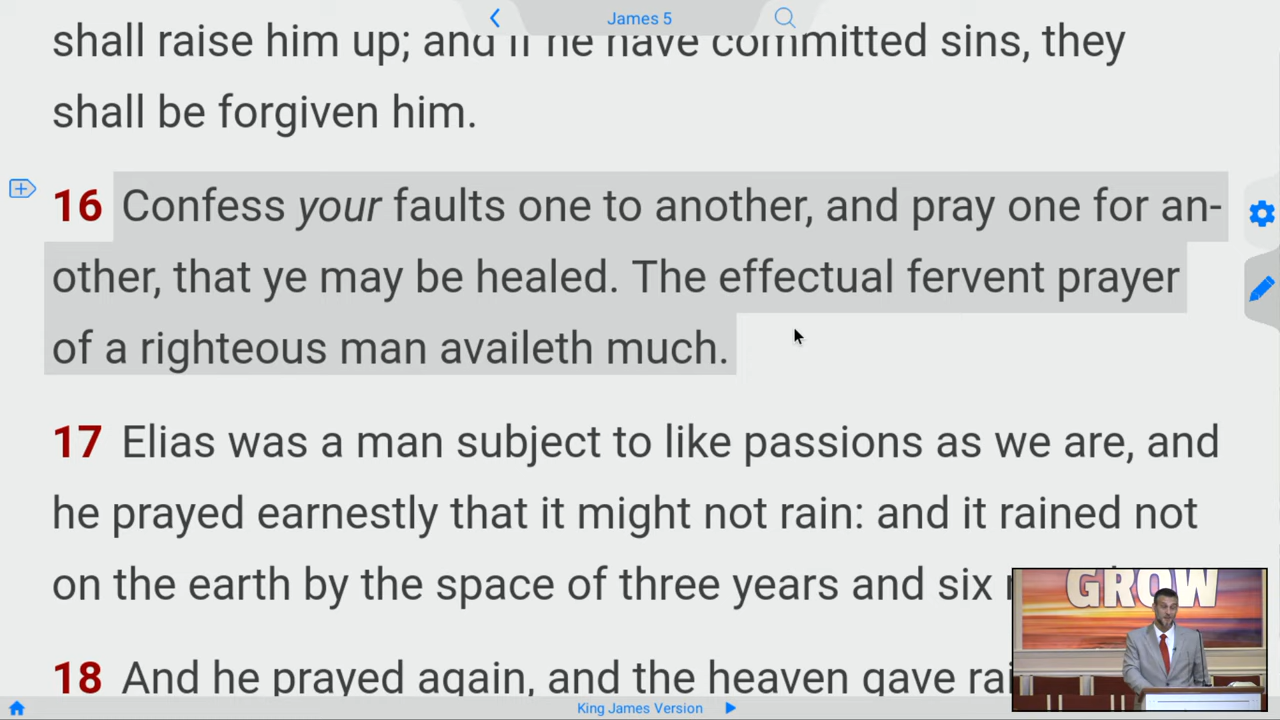 James 5
shall raise him up; and if he have committed sins, they
shall be forgiven him.
16 Confess your faults one to another, and pray one for an-
other, that ye may be healed. The effectual fervent prayer
of a righteous man availeth much.
17 Elias was a man subject to like passions as we are, and
he prayed earnestly that it might not rain: and it rained not
on the earth by the space of three years and six
GROW
18 And he prayed again, and the heaven gave
King James Version